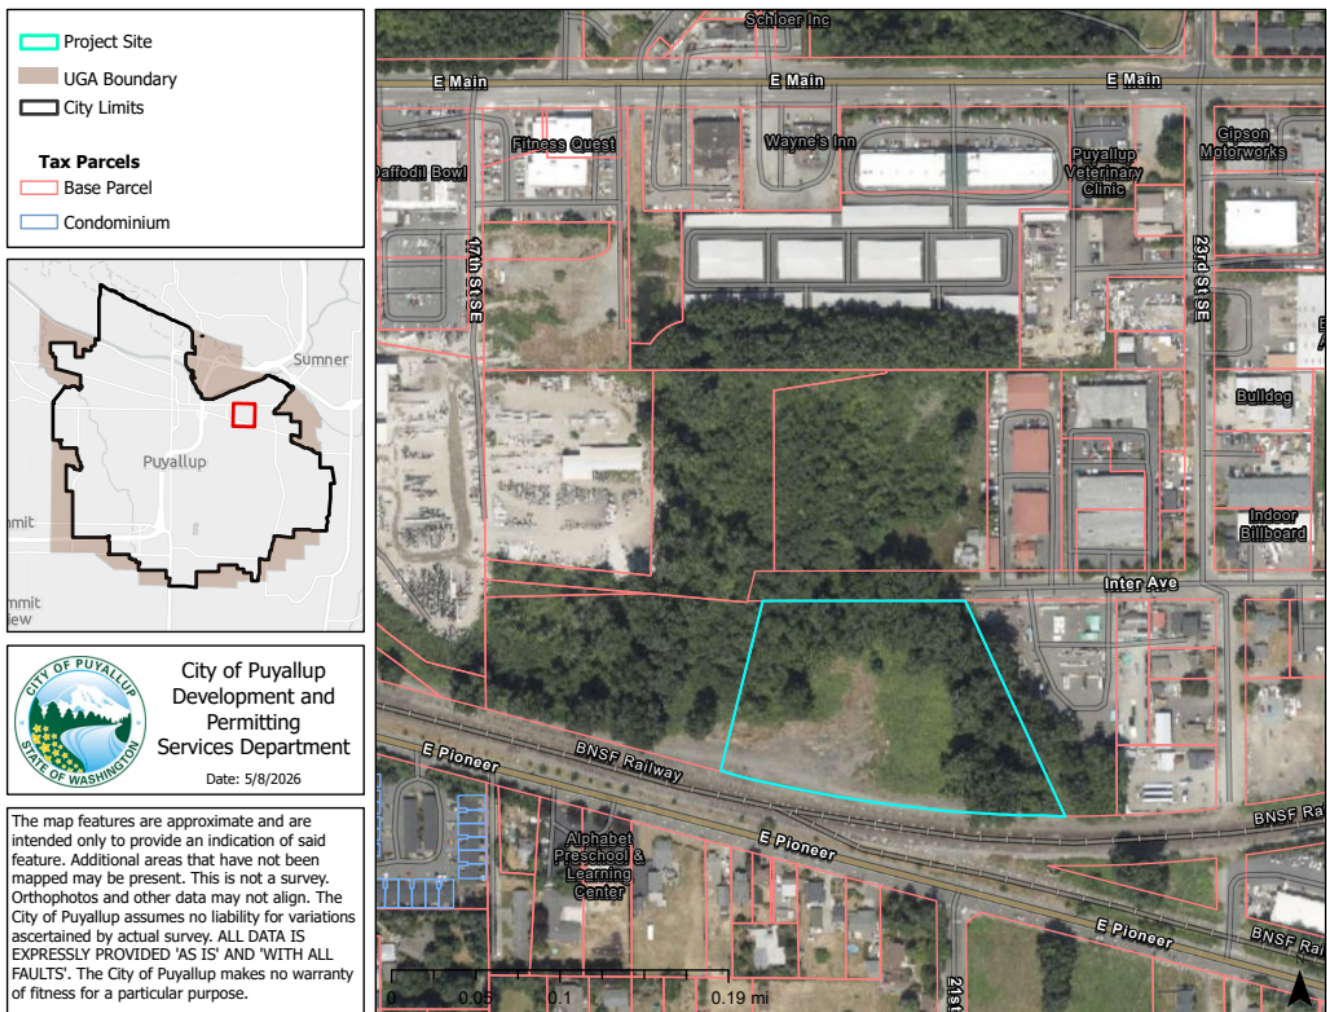 Project Site
UGA Boundary
City Limits
Tax Parcels
Base Parcel
Condominium
Sumner
Puyallup
mmit
mmit
iew
CITY OF PUYALLUP
STATE OF WASHINGTON
City of Puyallup
Development and
Permitting
Services Department
Date: 5/8/2026
The map features are approximate and are
intended only to provide an indication of said
feature. Additional areas that have not been
mapped may be present. This is not a survey.
Orthophotos and other data may not align. The
City of Puyallup assumes no liability for variations
ascertained by actual survey. ALL DATA IS
EXPRESSLY PROVIDED 'AS IS' AND 'WITH ALL
FAULTS'. The City of Puyallup makes no warranty
of fitness for a particular purpose.
Schloer Inc
E Main
E Main
E Main
Fitness Quest
Wayne's Inn
Gipson
Motorworks
Daffodil Bowl
Puyallup
Veterinary
Clinic
17th St SE
23rd St SE
Bulldog
Indoor
Billboard
Inter Ave
E Pioneer
BNSF Railway
BNSF Rai
Alphabet
Preschool &
Learning
Center
E Pioneer
E Pioneer
BNSF Rai
21st
0
0.05
0.1
0.19 mi